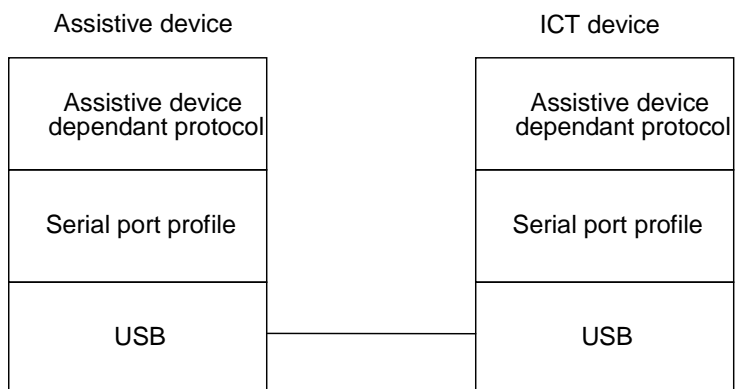 Assistive device
ICT device
Assistive device
dependant protocol
Assistive device
dependant protocol
Serial port profile
Serial port profile
USB
USB